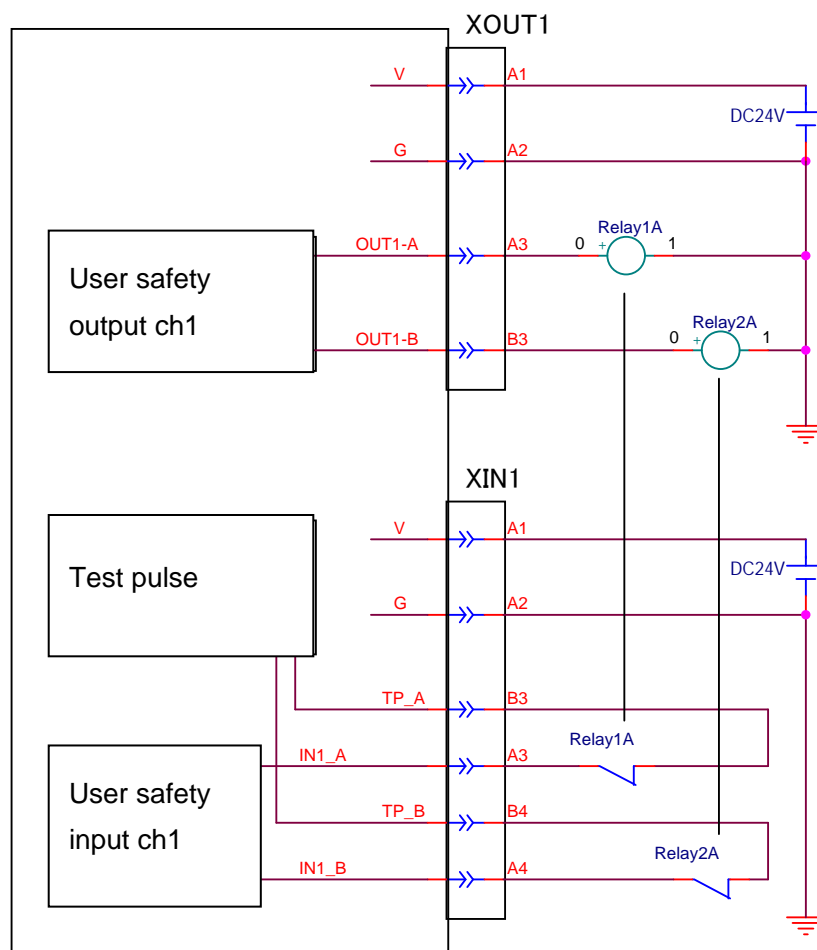 XOUT1
V A1
DC24V
G A2
User safety
output ch1
OUT1-A A3 0 + Relay1A 1
OUT1-B B3 0 + Relay2A 1
XIN1
V A1
DC24V
G A2
Test pulse
TP_A B3
Relay1A
IN1_A A3
User safety
input ch1
TP_B B4
Relay2A
IN1_B A4